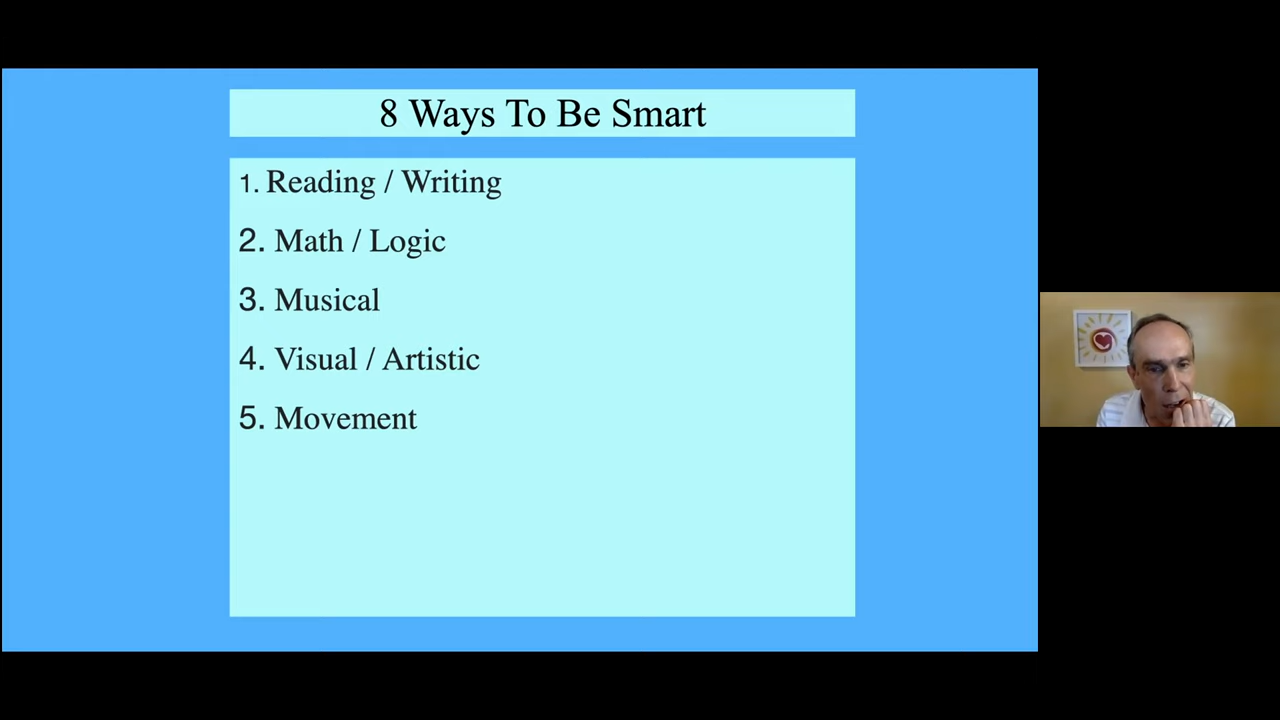 8 Ways To Be Smart
1. Reading / Writing
2. Math / Logic
3. Musical
4. Visual / Artistic
5. Movement